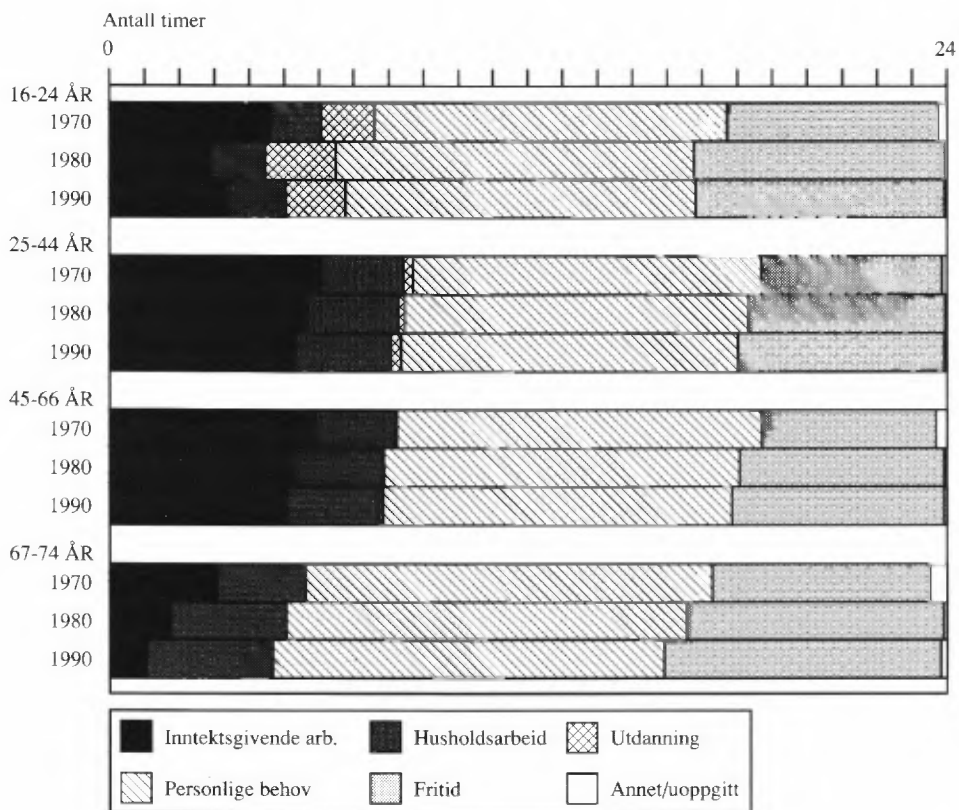 Antall timer
0 24
16-24 ÅR
1970
1980
1990
25-44 ÅR
1970
1980
1990
45-66 ÅR
1970
1980
1990
67-74 ÅR
1970
1980
1990
Inntektsgivende arb. Husholdsarbeid Utdanning
Personlige behov Fritid Annet/uoppgitt